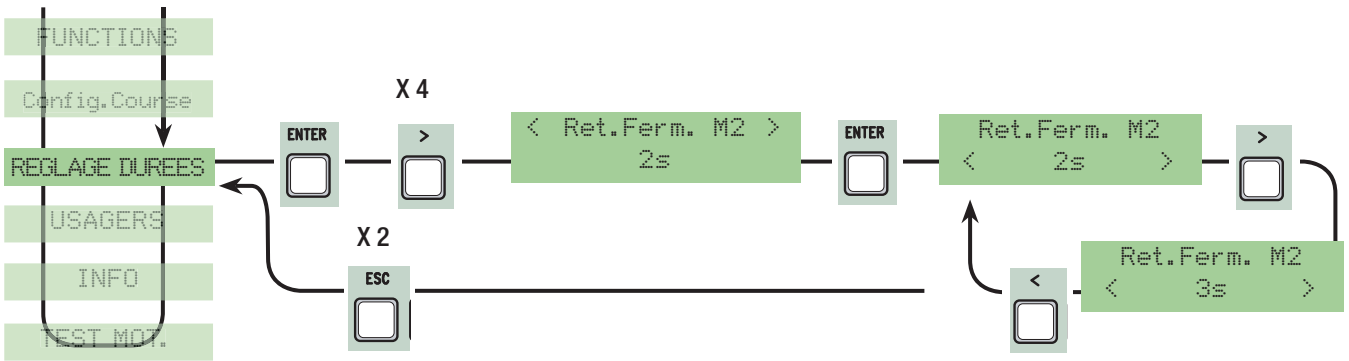 FUNCTIONS
Config.Course
REGLAGE DUREES
USAGERS
INFO
TEST MOT.
ENTER
X 4
>
< Ret.Ferm. M2 >
2s
ENTER
Ret.Ferm. M2
< 2s >
>
Ret.Ferm. M2
< 3s >
<
X 2
ESC